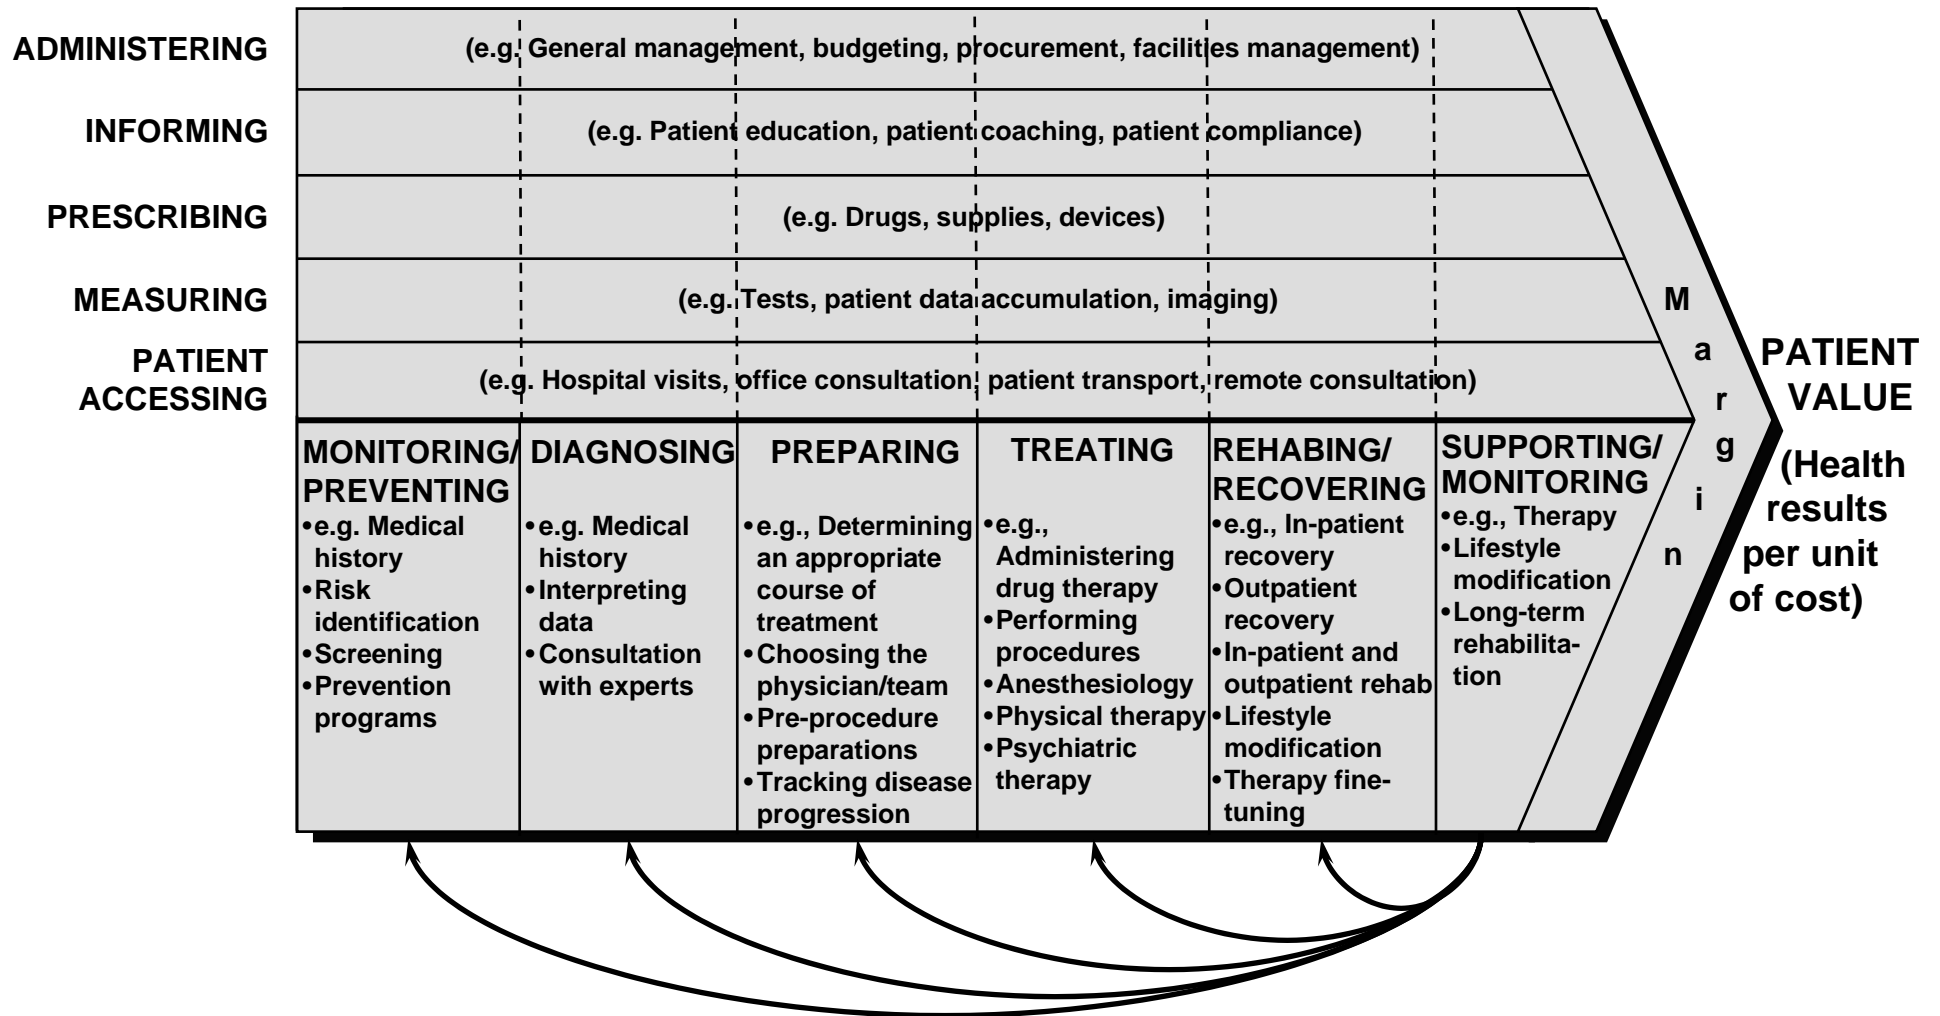 ADMINISTERING
(e.g. General management, budgeting, procurement, facilities management)
INFORMING
(e.g. Patient education, patient coaching, patient compliance)
PRESCRIBING
(e.g. Drugs, supplies, devices)
MEASURING
(e.g. Tests, patient data accumulation, imaging)
PATIENT
ACCESSING
(e.g. Hospital visits, office consultation, patient transport, remote consultation)
MONITORING/
PREVENTING
•e.g. Medical
history
•Risk
identification
•Screening
•Prevention
programs
DIAGNOSING
•e.g. Medical
history
•Interpreting
data
•Consultation
with experts
PREPARING
•e.g., Determining
an appropriate
course of
treatment
•Choosing the
physician/team
•Pre-procedure
preparations
•Tracking disease
progression
TREATING
•e.g.,
Administering
drug therapy
•Performing
procedures
•Anesthesiology
•Physical therapy
•Psychiatric
therapy
REHABING/
RECOVERING
•e.g., In-patient
recovery
•Outpatient
recovery
•In-patient and
outpatient rehab
•Lifestyle
modification
•Therapy fine-
tuning
SUPPORTING/
MONITORING
•e.g., Therapy
•Lifestyle
modification
•Long-term
rehabilita-
tion
M
a
r
g
i
n
PATIENT
VALUE
(Health
results
per unit
of cost)